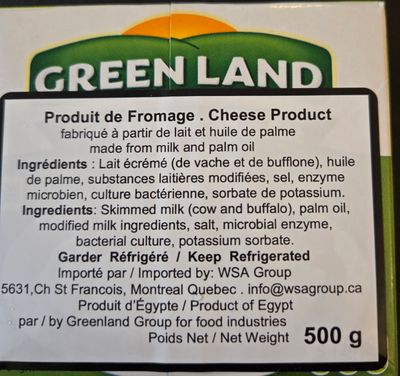 GREEN LAND
Produit de Fromage . Cheese Product
fabriqué à partir de lait et huile de palme
made from milk and palm oil
Ingrédients : Lait écrémé (de vache et de bufflone), huile
de palme, substances laitières modifiées, sel, enzyme
microbien, culture bactérienne, sorbate de potassium.
Ingredients: Skimmed milk (cow and buffalo), palm oil,
modified milk ingredients, salt, microbial enzyme,
bacterial culture, potassium sorbate.
Garder Réfrigéré / Keep Refrigerated
Importé par / Imported by: WSA Group
5631,Ch St Francois, Montreal Quebec . info@wsagroup.ca
Produit d'Égypte / Product of Egypt
par / by Greenland Group for food industries
Poids Net / Net Weight 500 g